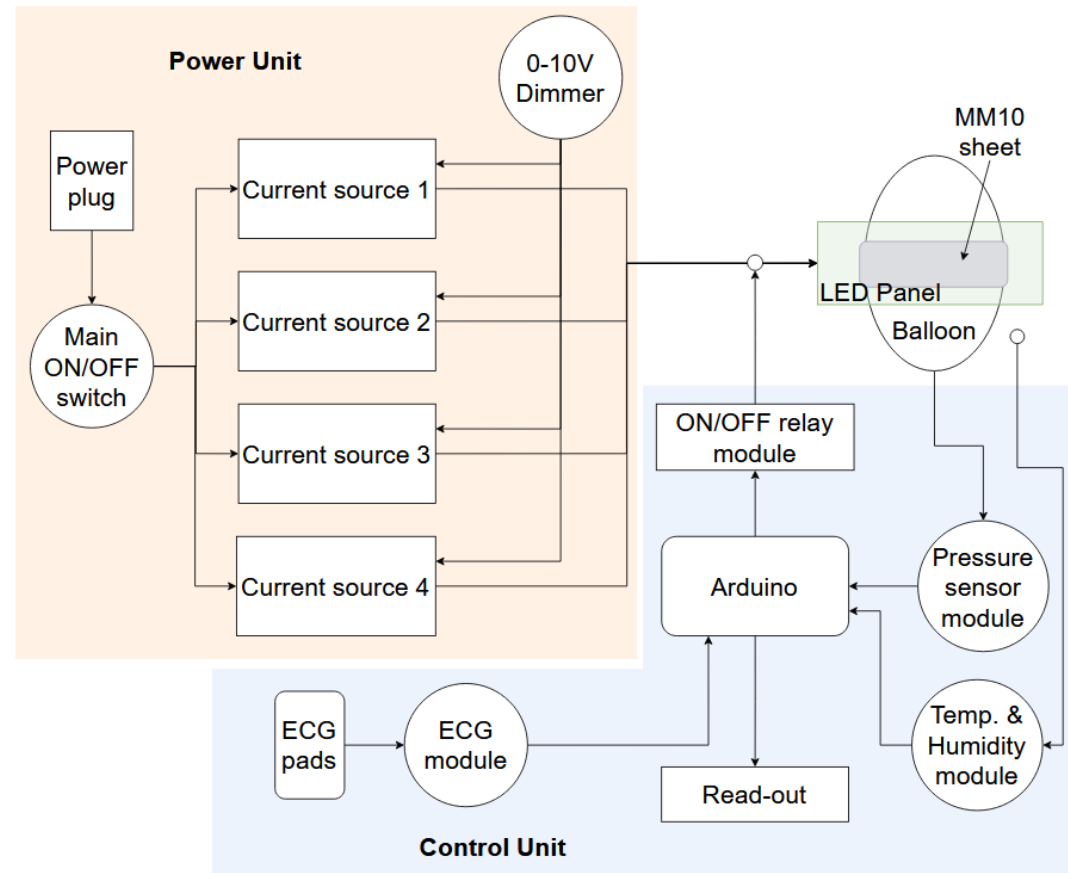 Power Unit
0-10V
Dimmer
Power
plug
Main
ON/OFF
switch
Current source 1
Current source 2
Current source 3
Current source 4
MM10
sheet
LED Panel
Balloon
ON/OFF relay
module
Arduino
Pressure
sensor
module
ECG
pads
ECG
module
Temp. &
Humidity
module
Read-out
Control Unit